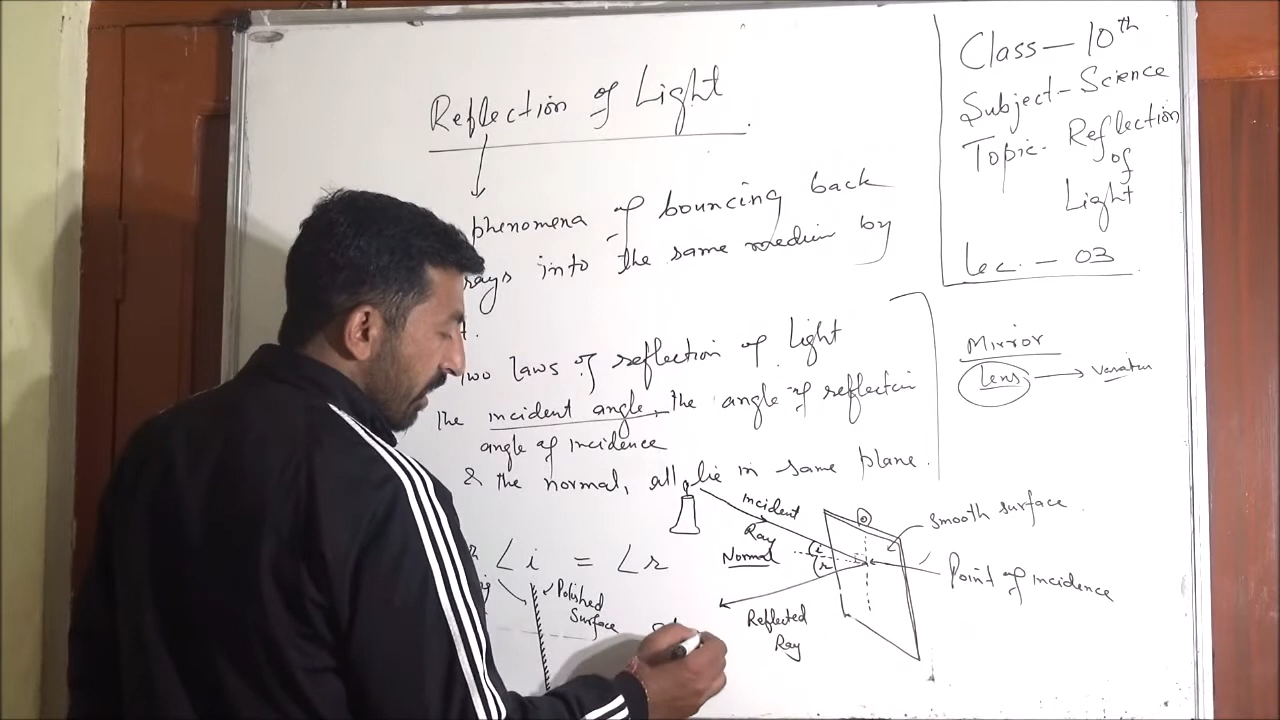 Reflection of Light
phenomena of bouncing back
rays into the same medium by
two laws of reflection of light
the incident angle, the angle of reflection
angle of incidence
& the normal, all lie in same plane.
∠i = ∠r
Polished
Surface
incident
Ray
Normal
i
r
Reflected
Ray
O
smooth surface
Point of incidence
Class - 10th
Subject - Science
Topic - Reflection
of
Light
Lec. - 03
Mirror
Lens